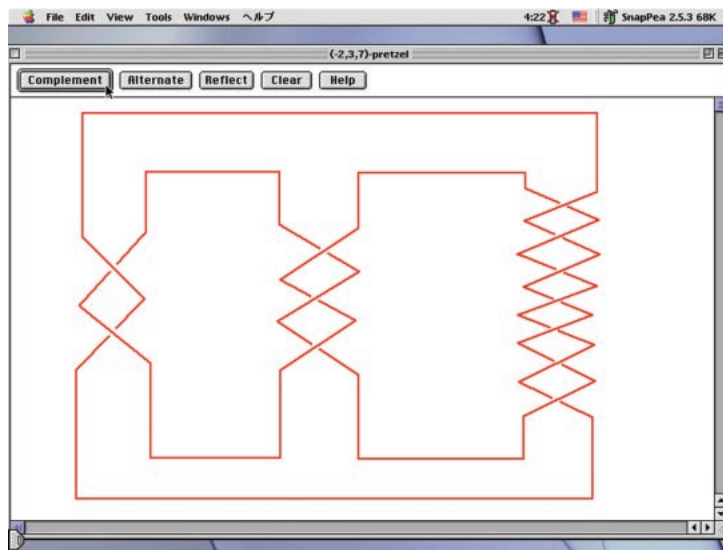 File Edit View Tools Windows ヘルプ 4:22 SnapPea 2.5.3 68K
(-2,3,7)-pretzel
Complement Alternate Reflect Clear Help